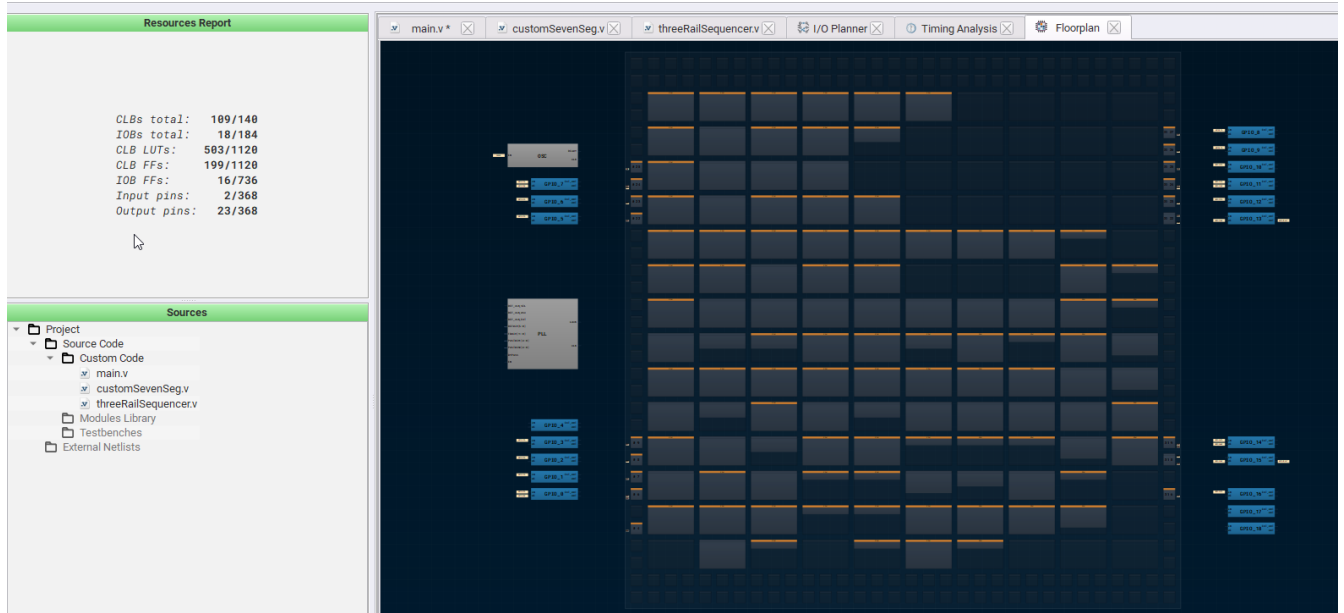 Resources Report
CLBs total: 109/140
IOBs total: 18/184
CLB LUTs: 503/1120
CLB FFs: 199/1120
IOB FFs: 16/736
Input pins: 2/368
Output pins: 23/368
Sources
Project
Source Code
Custom Code
main.v
customSevenSeg.v
threeRailSequencer.v
Modules Library
Testbenches
External Netlists
main.v *
customSevenSeg.v
threeRailSequencer.v
I/O Planner
Timing Analysis
Floorplan
OSC
GPIO_7
GPIO_6
GPIO_5
PLL
GPIO_4
GPIO_3
GPIO_2
GPIO_1
GPIO_0
GPIO_8
GPIO_9
GPIO_10
GPIO_11
GPIO_12
GPIO_13
GPIO_14
GPIO_15
GPIO_16
GPIO_17
GPIO_18